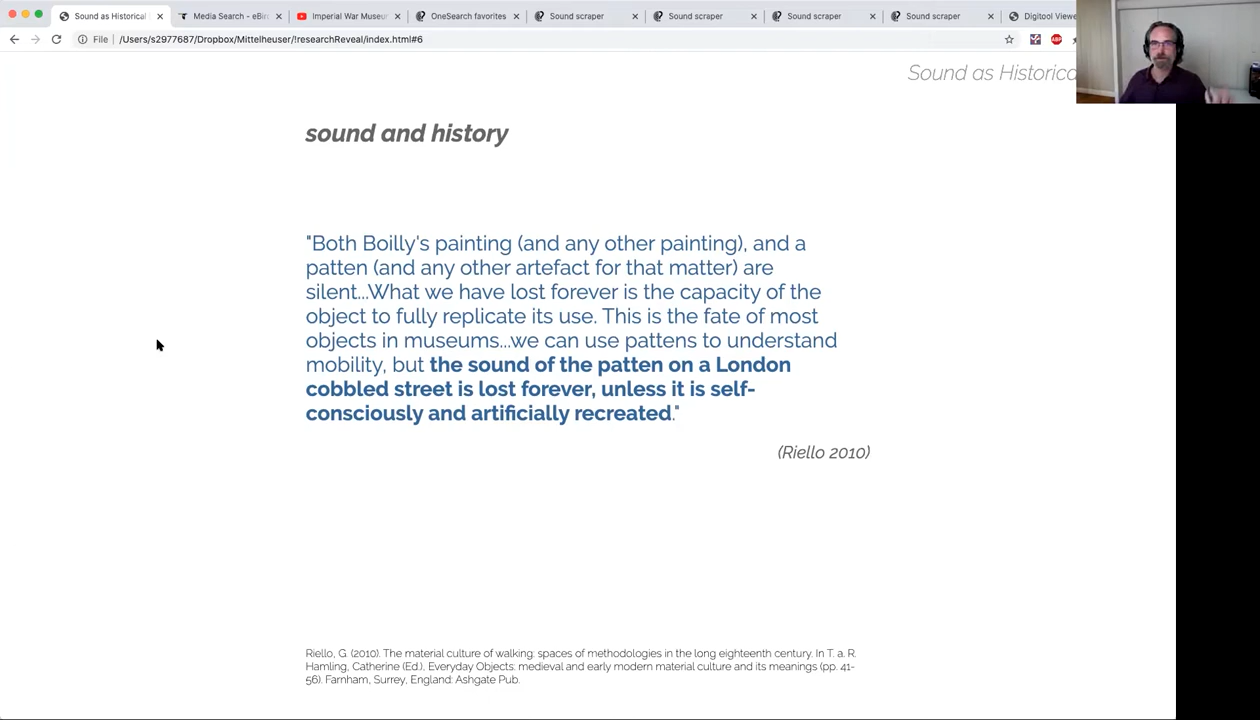 Sound as Historical
Media Search - eBir
Imperial War Museu
OneSearch favorites
Sound scraper
Sound scraper
Sound scraper
Sound scraper
Digitool Viewe
File
/Users/s2977687/Dropbox/Mittelheuser/!researchReveal/index.html#6
ABP
Sound as Historica
sound and history
"Both Boilly's painting (and any other painting), and a
patten (and any other artefact for that matter) are
silent...What we have lost forever is the capacity of the
object to fully replicate its use. This is the fate of most
objects in museums...we can use pattens to understand
mobility, but the sound of the patten on a London
cobbled street is lost forever, unless it is self-
consciously and artificially recreated."
(Riello 2010)
Riello, G. (2010). The material culture of walking: spaces of methodologies in the long eighteenth century. In T. a. R.
Hamling, Catherine (Ed.), Everyday Objects: medieval and early modern material culture and its meanings (pp. 41-
56). Farnham, Surrey, England: Ashgate Pub.